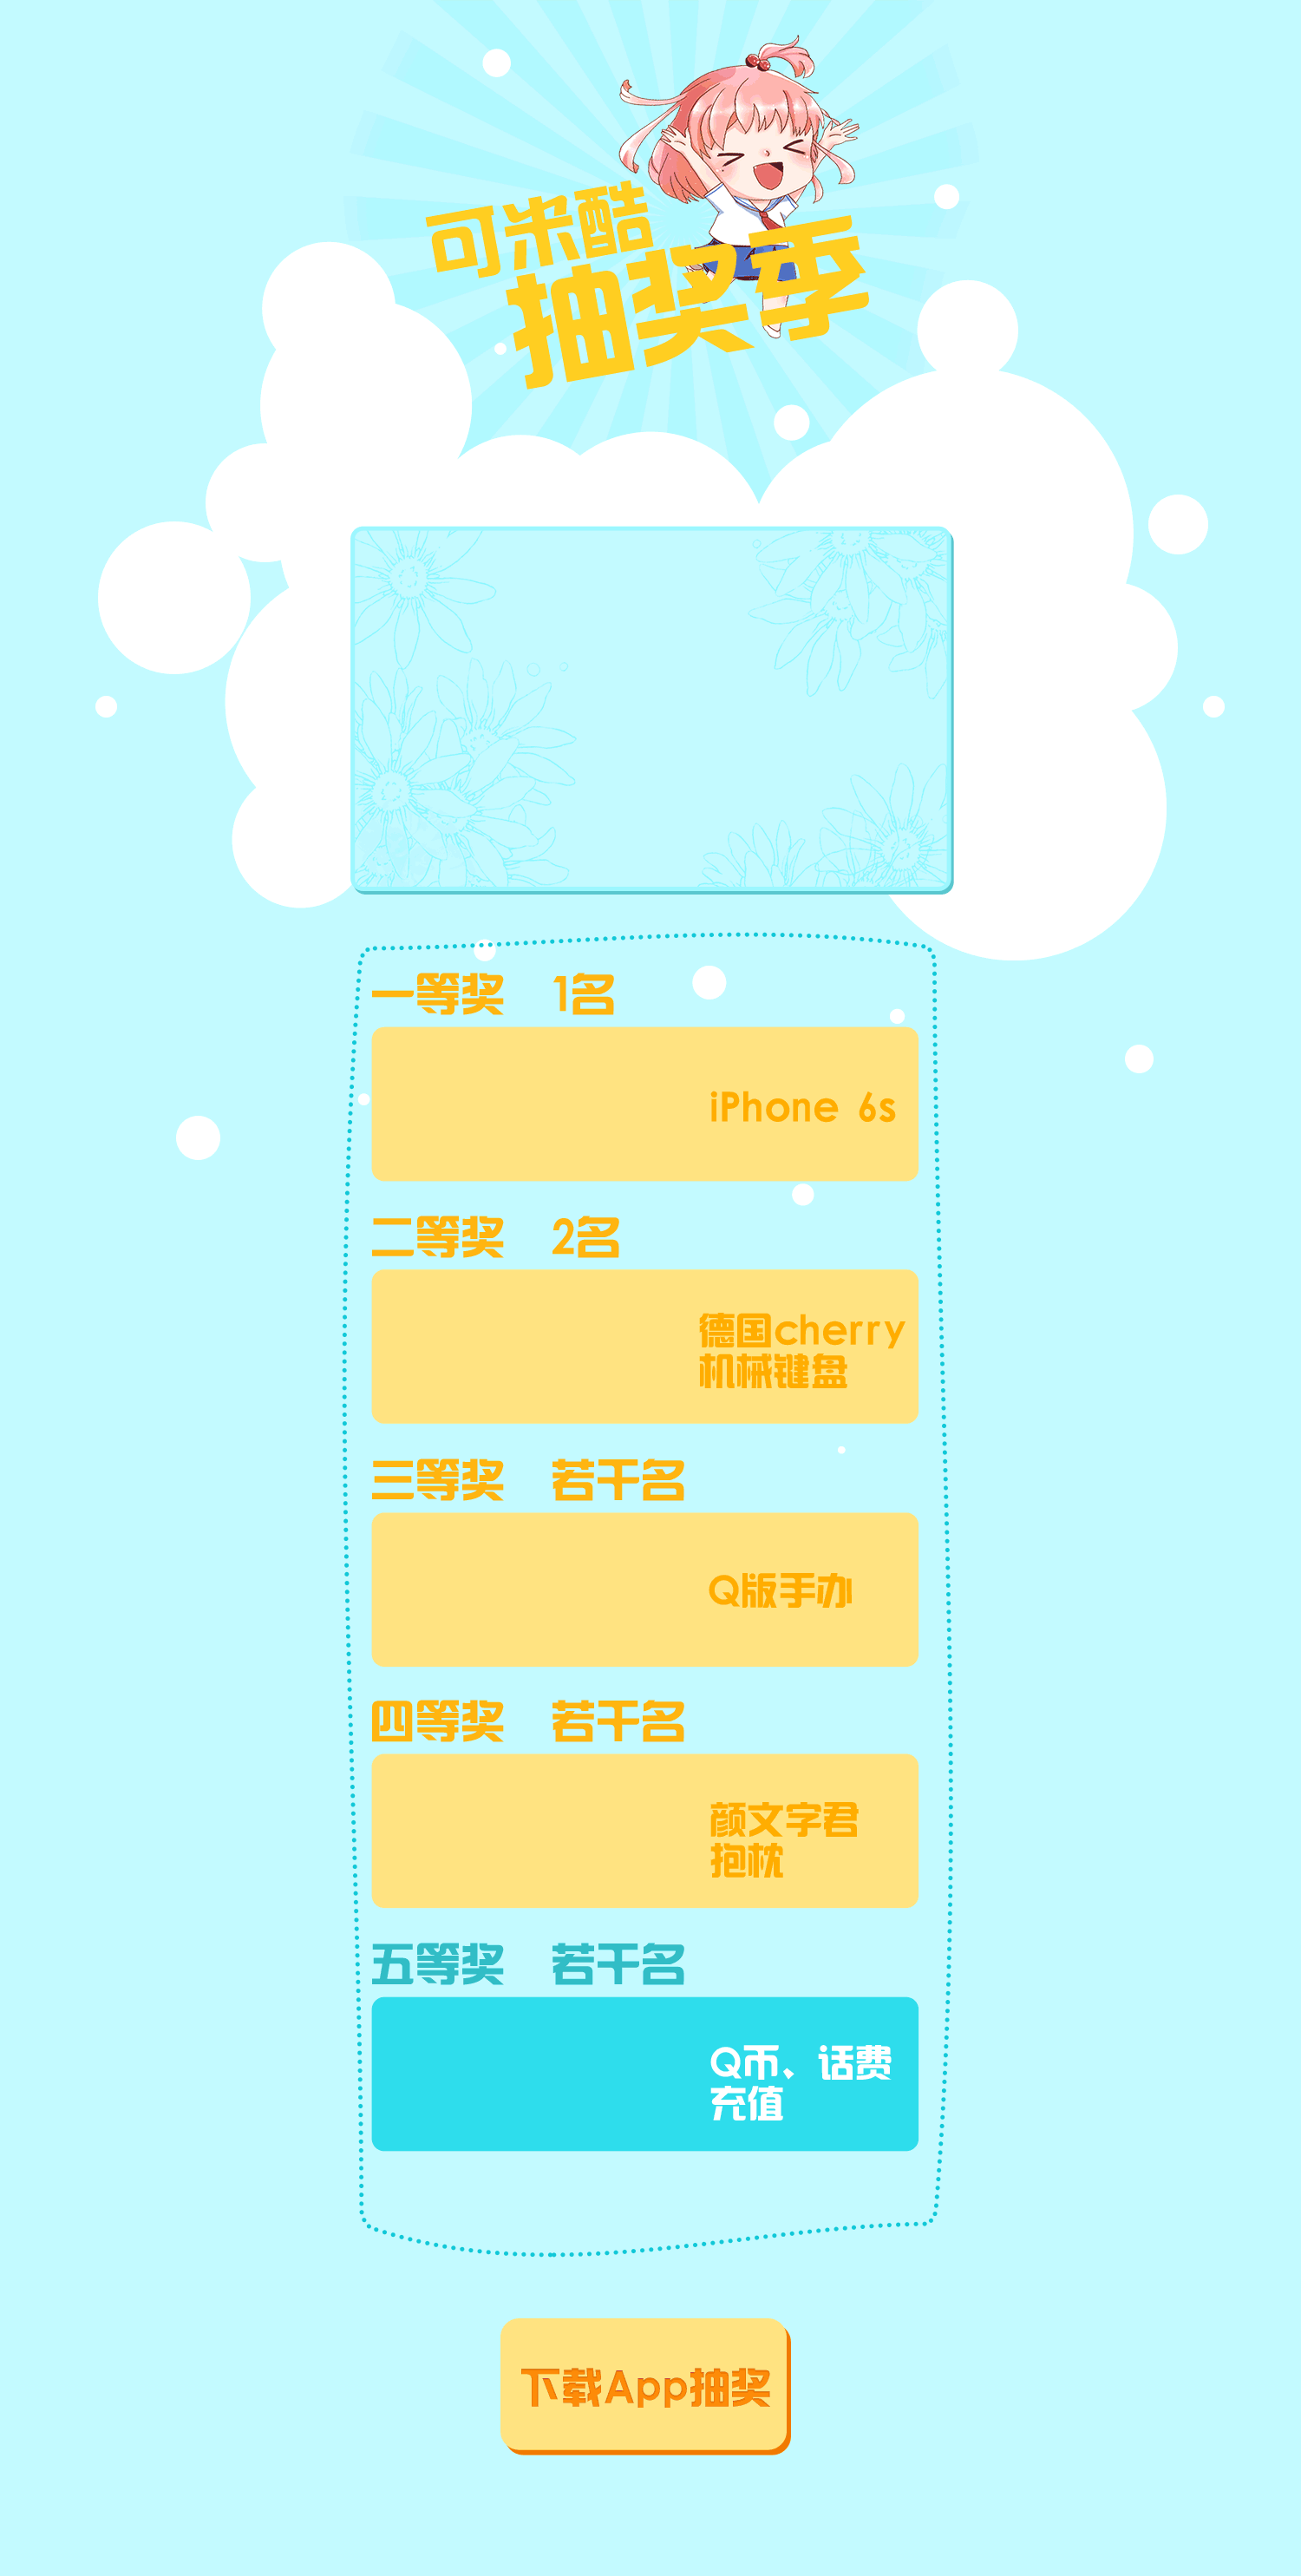 可米酷
抽奖季
一等奖 1名
iPhone 6s
二等奖 2名
德国cherry
机械键盘
三等奖 若干名
Q版手办
四等奖 若干名
颜文字君
抱枕
五等奖 若干名
Q币、话费
充值
下载App抽奖